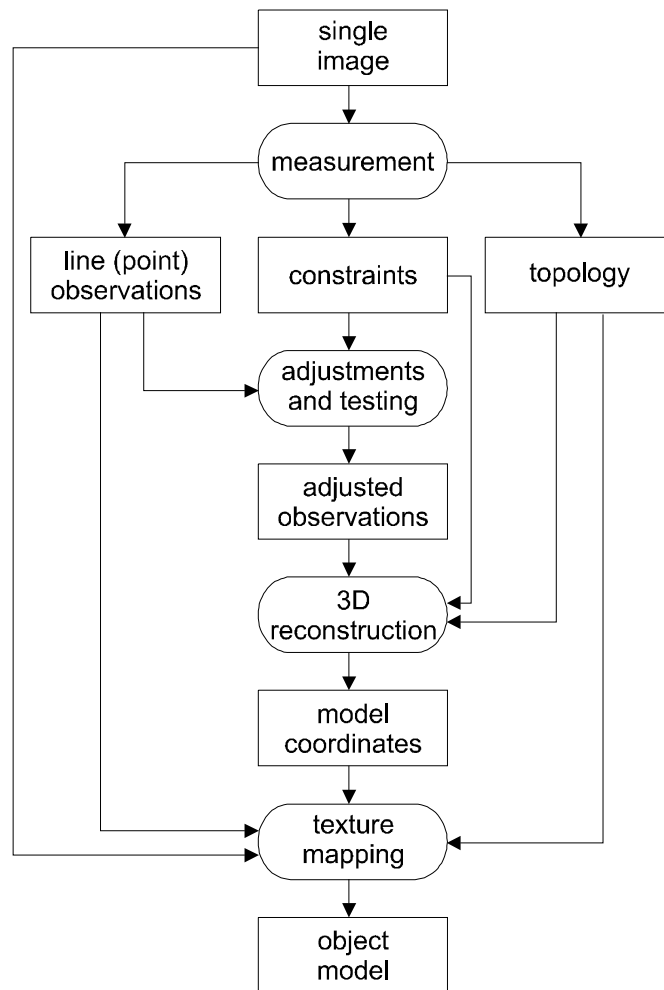 single
image
measurement
line (point)
observations
constraints
topology
adjustments
and testing
adjusted
observations
3D
reconstruction
model
coordinates
texture
mapping
object
model